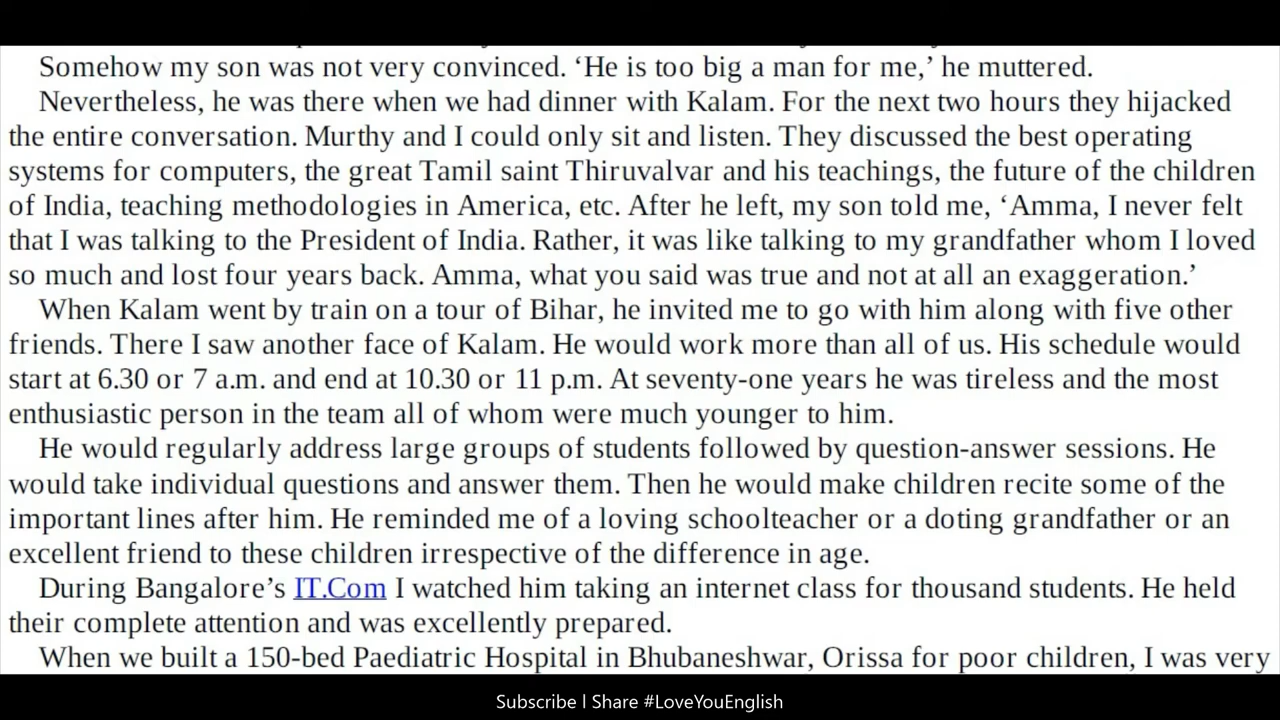 Somehow my son was not very convinced. ‘He is too big a man for me,’ he muttered.
Nevertheless, he was there when we had dinner with Kalam. For the next two hours they hijacked
the entire conversation. Murthy and I could only sit and listen. They discussed the best operating
systems for computers, the great Tamil saint Thiruvalvar and his teachings, the future of the children
of India, teaching methodologies in America, etc. After he left, my son told me, ‘Amma, I never felt
that I was talking to the President of India. Rather, it was like talking to my grandfather whom I loved
so much and lost four years back. Amma, what you said was true and not at all an exaggeration.’
When Kalam went by train on a tour of Bihar, he invited me to go with him along with five other
friends. There I saw another face of Kalam. He would work more than all of us. His schedule would
start at 6.30 or 7 a.m. and end at 10.30 or 11 p.m. At seventy-one years he was tireless and the most
enthusiastic person in the team all of whom were much younger to him.
He would regularly address large groups of students followed by question-answer sessions. He
would take individual questions and answer them. Then he would make children recite some of the
important lines after him. He reminded me of a loving schoolteacher or a doting grandfather or an
excellent friend to these children irrespective of the difference in age.
During Bangalore’s IT.Com I watched him taking an internet class for thousand students. He held
their complete attention and was excellently prepared.
When we built a 150-bed Paediatric Hospital in Bhubaneshwar, Orissa for poor children, I was very
Subscribe | Share #LoveYouEnglish